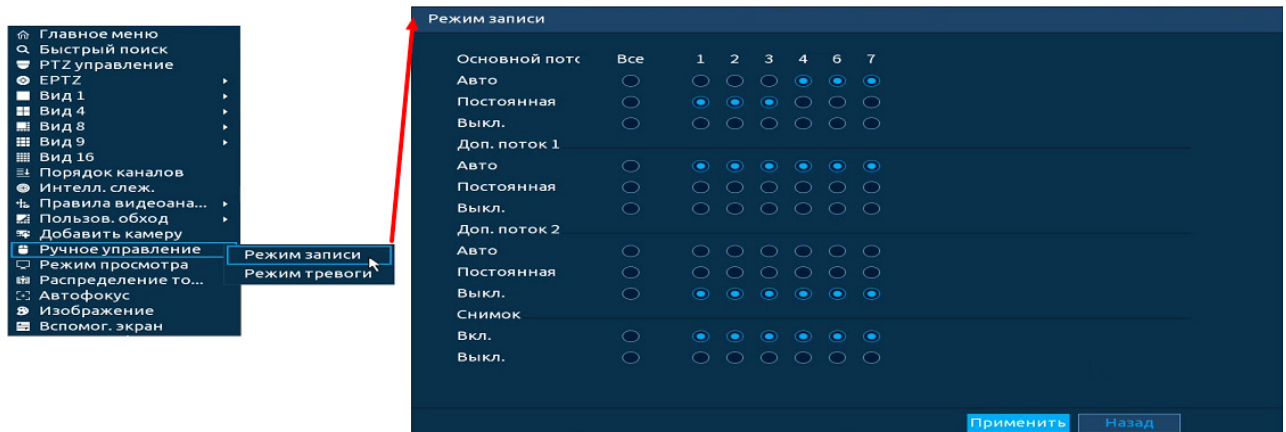 Главное меню
Быстрый поиск
PTZ управление
EPTZ
Вид 1
Вид 4
Вид 8
Вид 9
Вид 16
Порядок каналов
Интелл. слеж.
Правила видеоана...
Пользов. обход
Добавить камеру
Ручное управление
Режим просмотра
Распределение то...
Автофокус
Изображение
Вспомог. экран
Режим записи
Режим тревоги
Режим записи
Основной пото Все 1 2 3 4 6 7
Авто
Постоянная
Выкл.
Доп. поток 1
Авто
Постоянная
Выкл.
Доп. поток 2
Авто
Постоянная
Выкл.
Снимок
Вкл.
Выкл.
Применить Назад